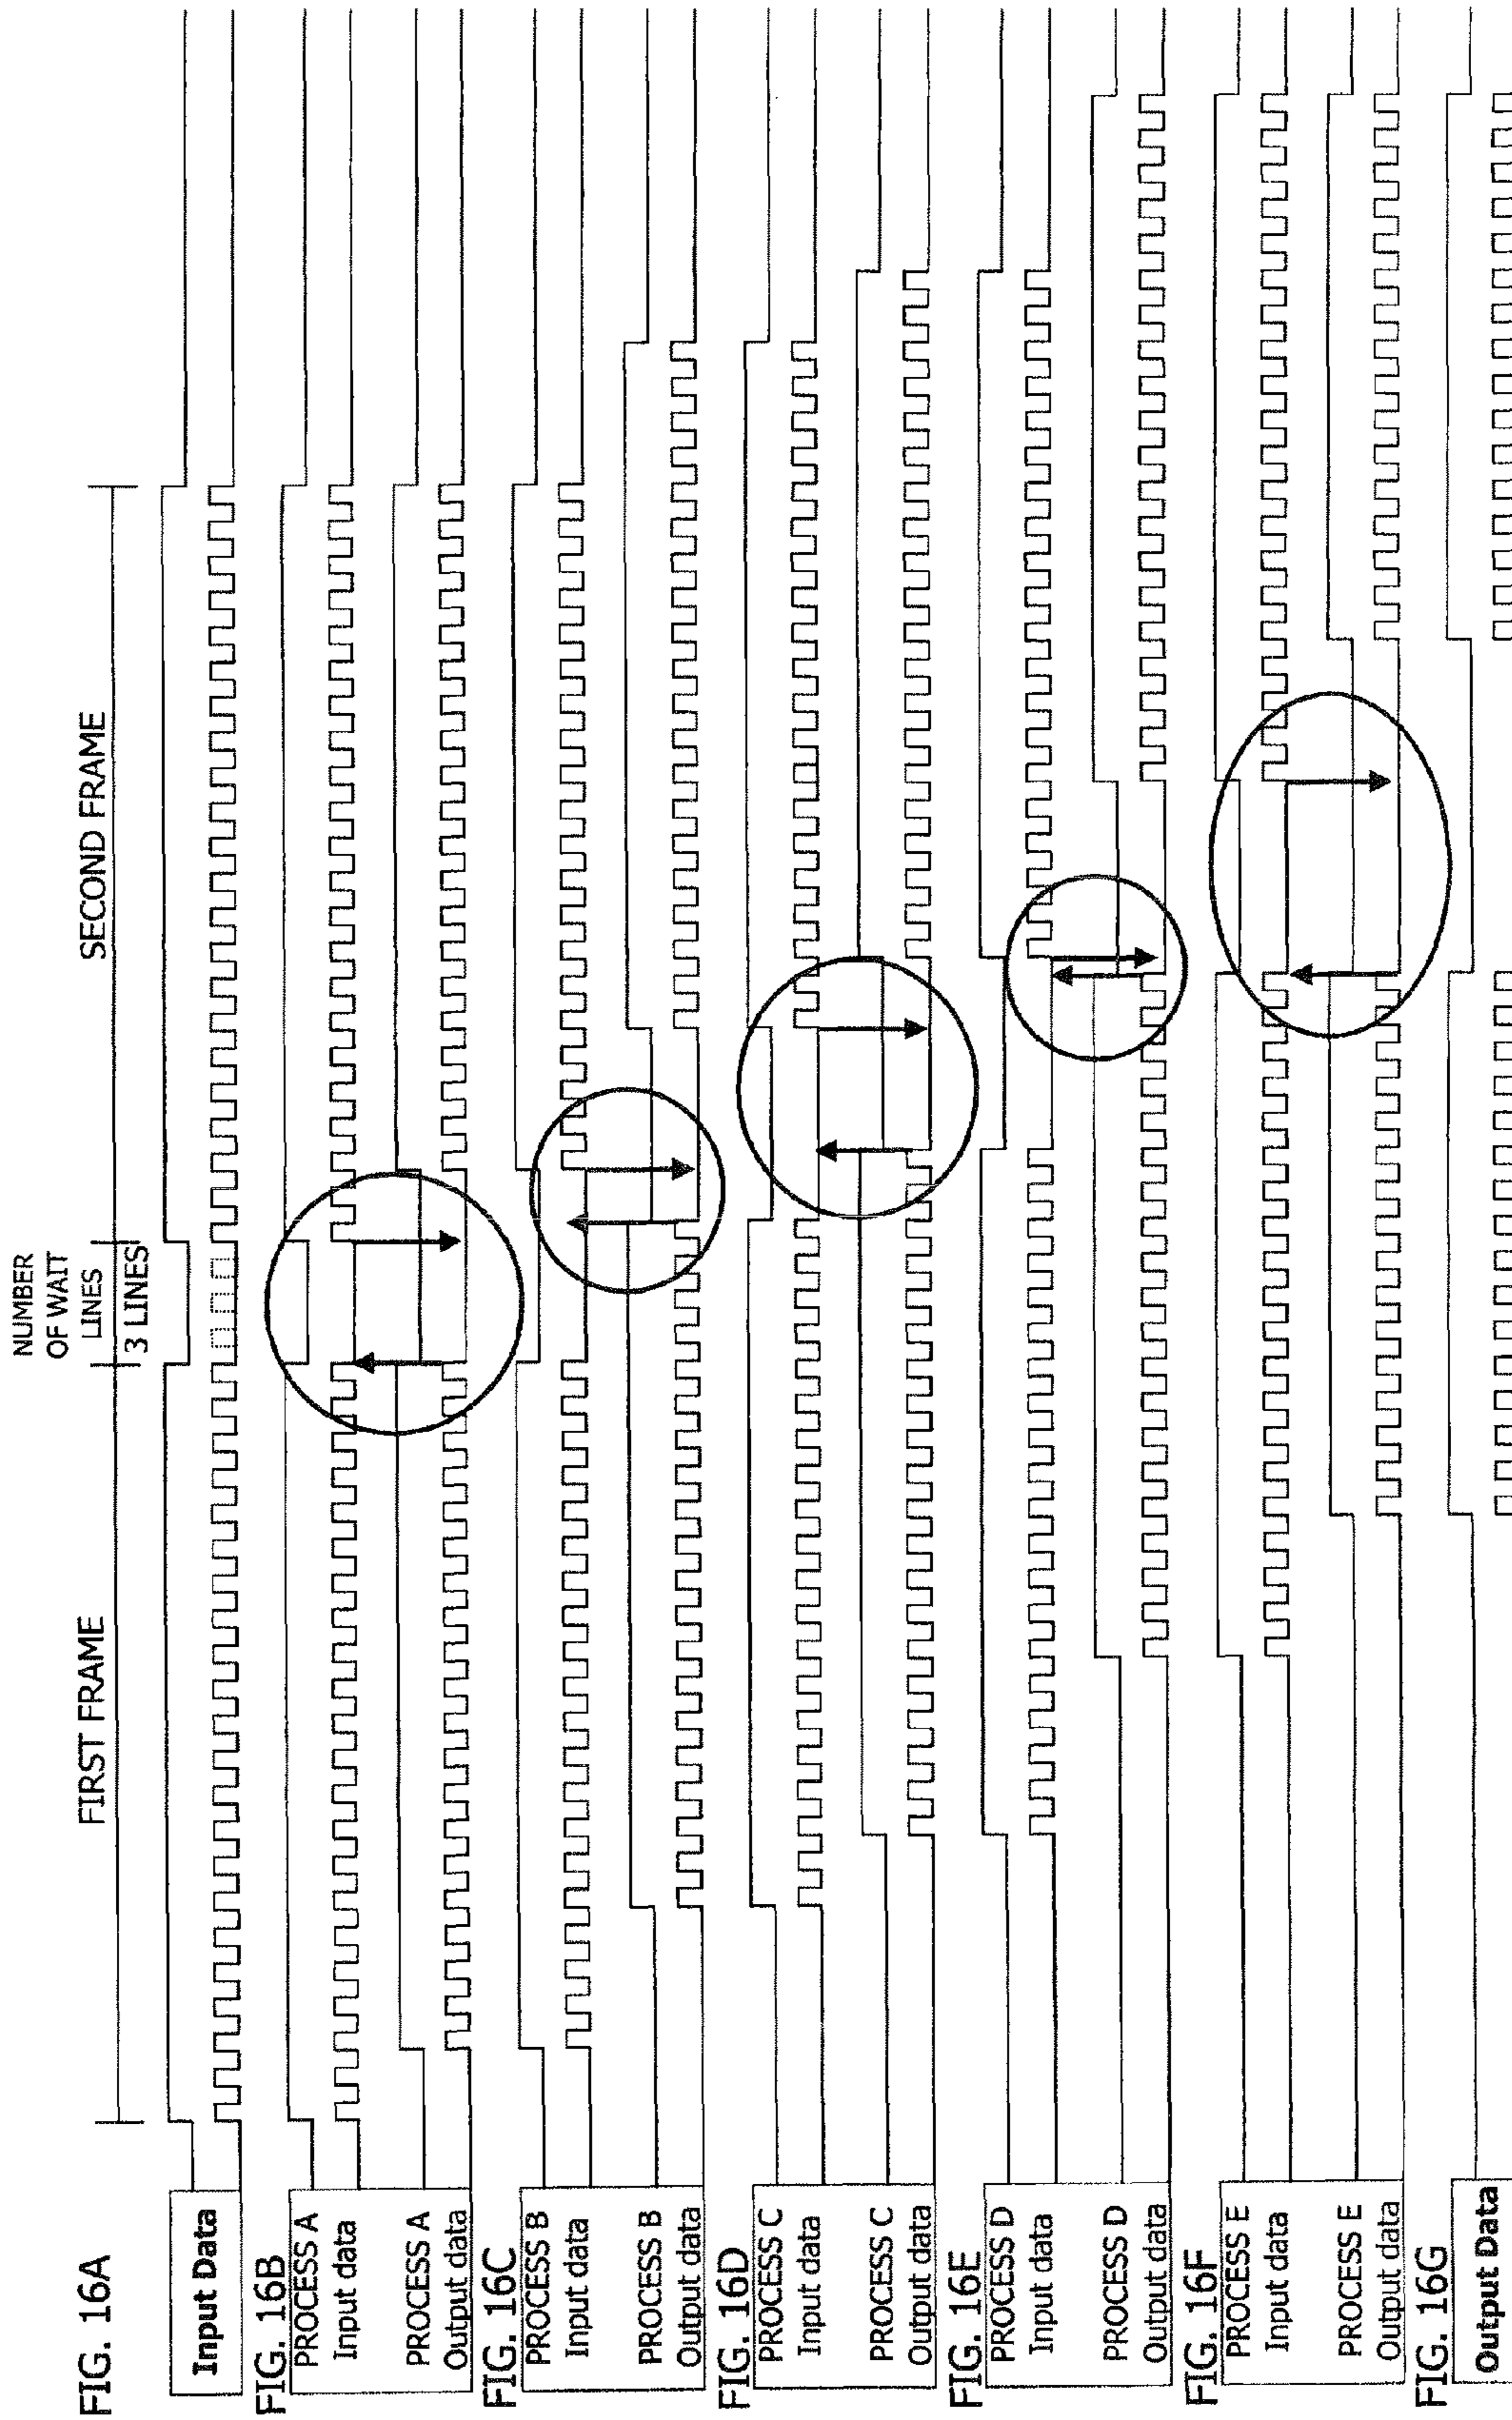 FIG. 16A
FIRST FRAME
NUMBER
OF WAIT
LINES
3 LINES
SECOND FRAME
Input Data
FIG. 16B
PROCESS A
Input data
PROCESS A
Output data
FIG. 16C
PROCESS B
Input data
PROCESS B
Output data
FIG. 16D
PROCESS C
Input data
PROCESS C
Output data
FIG. 16E
PROCESS D
Input data
PROCESS D
Output data
FIG. 16F
PROCESS E
Input data
PROCESS E
Output data
FIG. 16G
Output Data